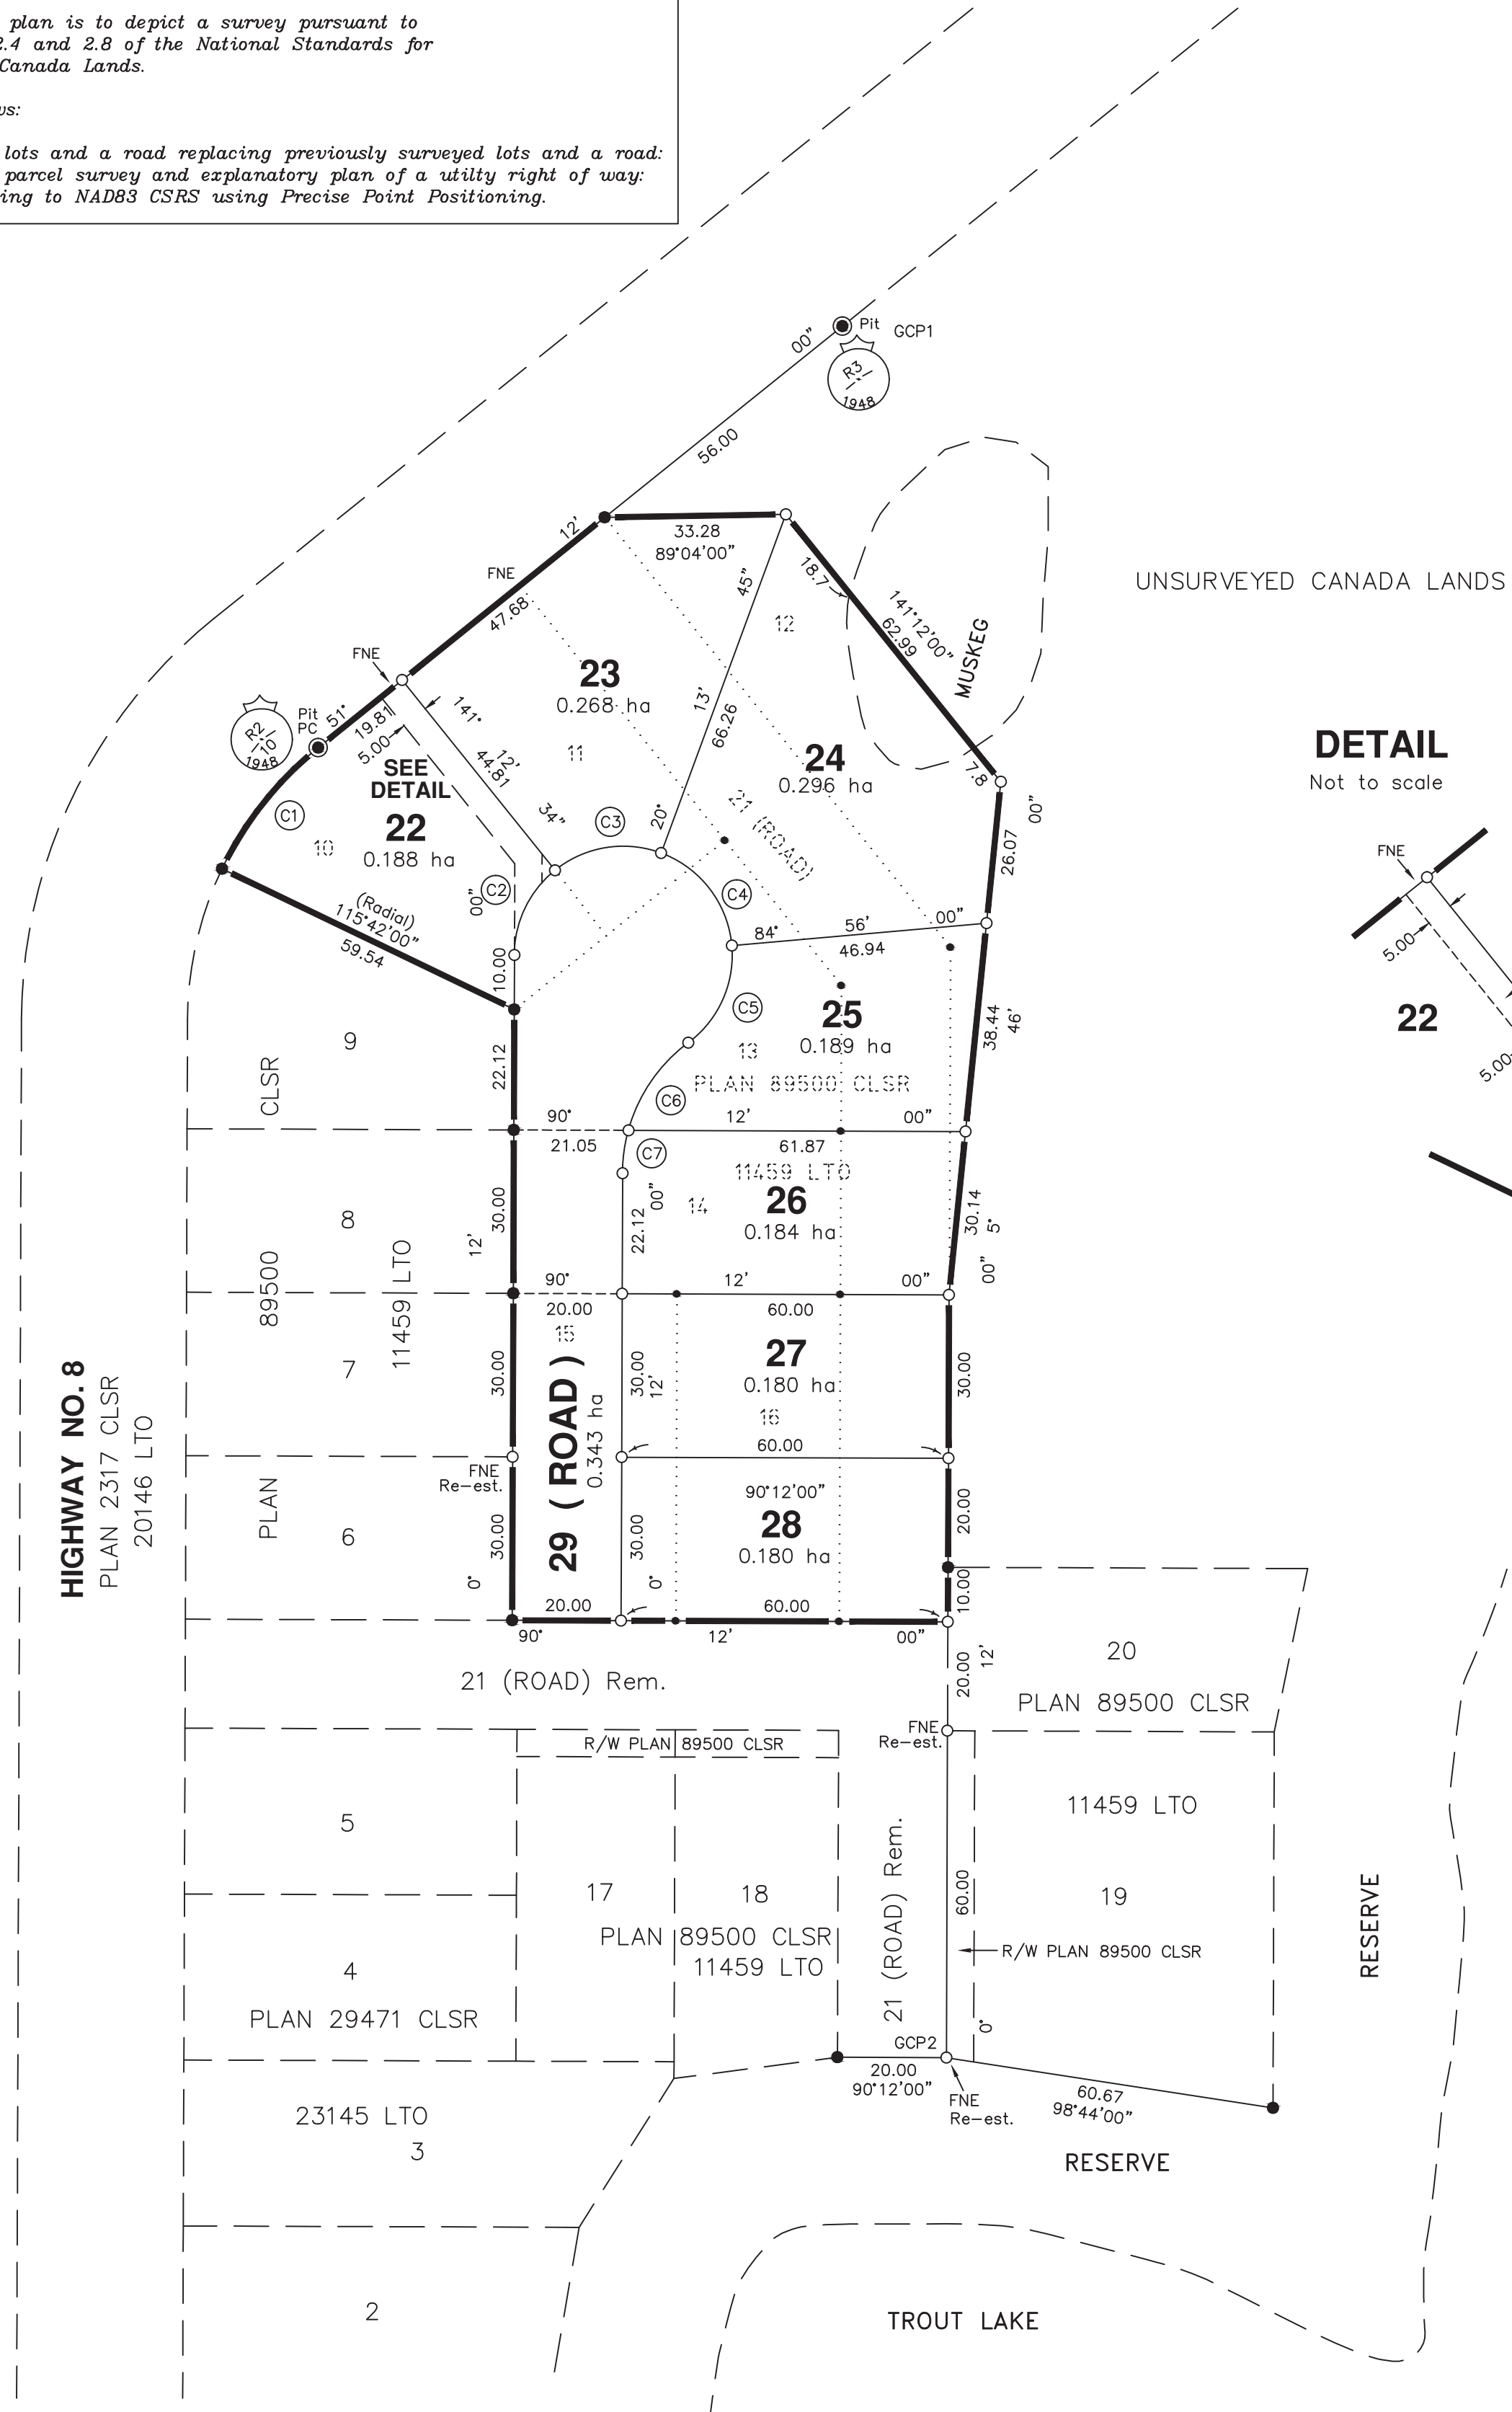 plan is to depict a survey pursuant to
2.4 and 2.8 of the National Standards for
Canada Lands.
ws:
lots and a road replacing previously surveyed lots and a road:
parcel survey and explanatory plan of a utilty right of way:
ing to NAD83 CSRS using Precise Point Positioning.
00"
Pit
GCP1
R3
1948
56.00
12'
33.28
89°04'00"
FNE
47.68
45"
18.7
141°12'00"
62.99
MUSKEG
UNSURVEYED CANADA LANDS
12
23
0.268 ha
FNE
13'
66.26
R2
10
1948
Pit
PC
51°
19.81
5.00
141°
12'
44.81
34"
11
SEE
DETAIL
22
0.188 ha
10
C1
24
0.296 ha
7.8
00"
26.07
DETAIL
Not to scale
FNE
5.00
22
5.00
C3
20°
21 (ROAD)
C2
00"
C4
(Radial)
115°42'00"
59.54
10.00
84°
56'
00"
46.94
C5
25
0.189 ha
13
38.44
46'
PLAN 89500 CLSR
9
CLSR
22.12
C6
90°
12'
00"
21.05
61.87
C7
11459 LTO
14
26
0.184 ha
30.14
5°
8
30.00
12'
00"
22.12
89500
11459 LTO
00"
90°
12'
00"
20.00
60.00
15
27
0.180 ha
7
30.00
30.00
12'
30.00
HIGHWAY NO. 8
PLAN 2317 CLSR
20146 LTO
29 ( ROAD )
0.343 ha
16
60.00
FNE
Re-est.
90°12'00"
28
0.180 ha
PLAN
6
30.00
0°
30.00
0°
20.00
10.00
20.00
60.00
90°
12'
00"
21 (ROAD) Rem.
20.00
12'
20
PLAN 89500 CLSR
FNE
Re-est.
R/W PLAN 89500 CLSR
11459 LTO
5
17
18
21 (ROAD) Rem.
60.00
19
RESERVE
PLAN 89500 CLSR
11459 LTO
R/W PLAN 89500 CLSR
4
PLAN 29471 CLSR
0°
GCP2
20.00
90°12'00"
FNE
Re-est.
60.67
98°44'00"
23145 LTO
3
RESERVE
2
TROUT LAKE